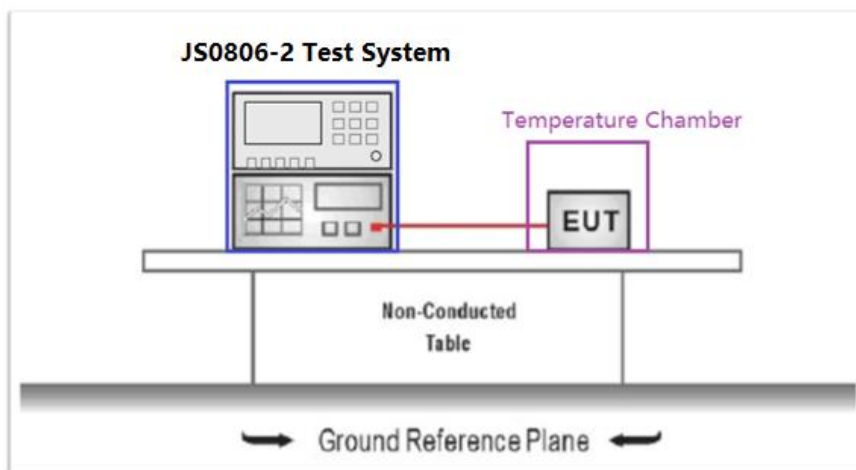 JS0806-2 Test System
Temperature Chamber
EUT
Non-Conducted
Table
Ground Reference Plane